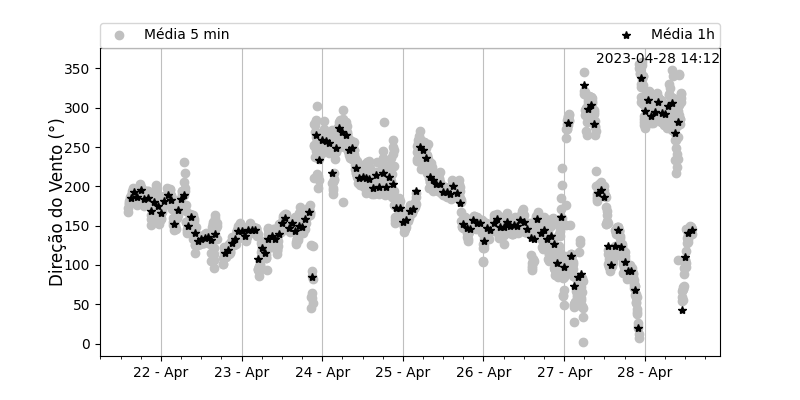 Média 5 min
Média 1h
2023-04-28 14:12
Direção do Vento (°)
350
300
250
200
150
100
50
0
22 - Apr
23 - Apr
24 - Apr
25 - Apr
26 - Apr
27 - Apr
28 - Apr